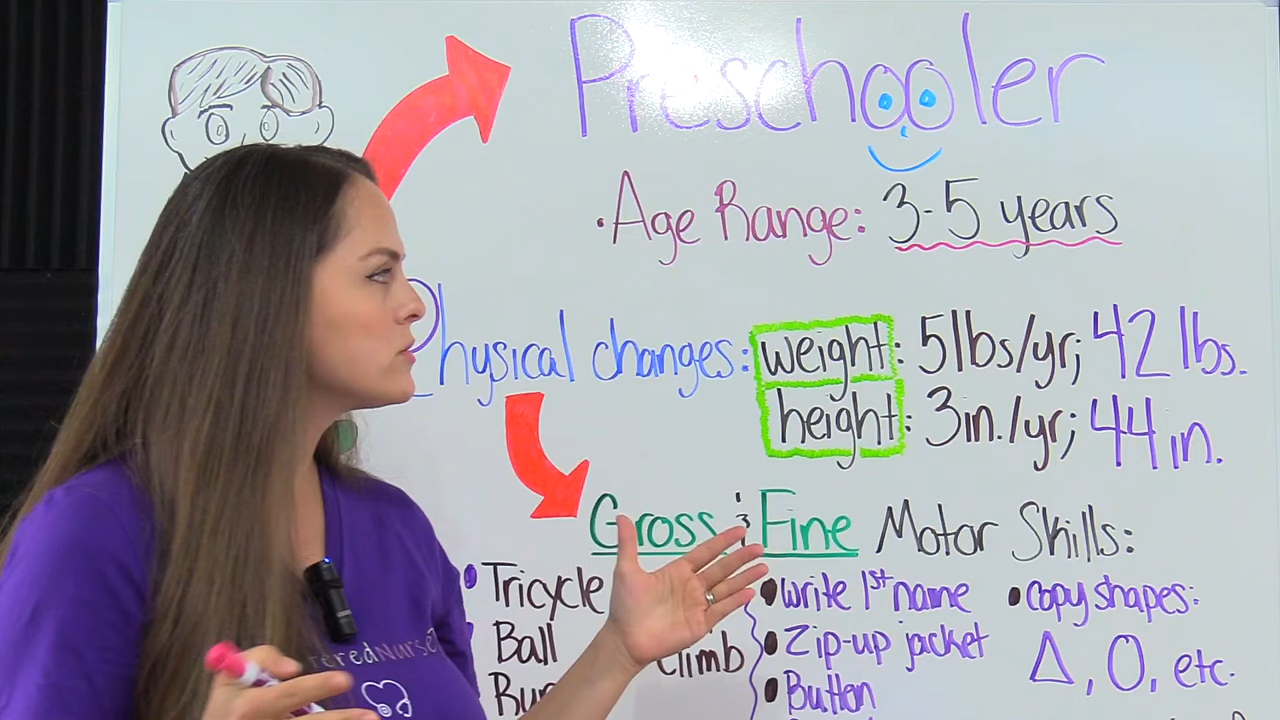 Preschooler
•Age Range: 3-5 years
Physical changes: weight: 5lbs/yr; 42 lbs.
height: 3in./yr; 44 in.
Gross & Fine Motor Skills:
•Tricycle
Ball
Climb
•write 1st name
•Zip-up jacket
•Button
•copy shapes:
△, O, etc.